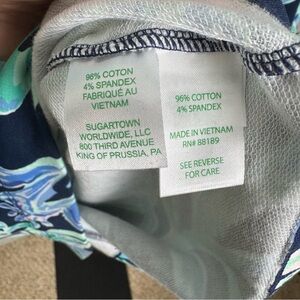 96% COTON
4% SPANDEX
FABRIQUÉ AU
VIETNAM
SUGARTOWN
WORLDWIDE, LLC
800 THIRD AVENUE
KING OF PRUSSIA, PA
96% COTTON
4% SPANDEX
MADE IN VIETNAM
RN# 88189
SEE REVERSE
FOR CARE